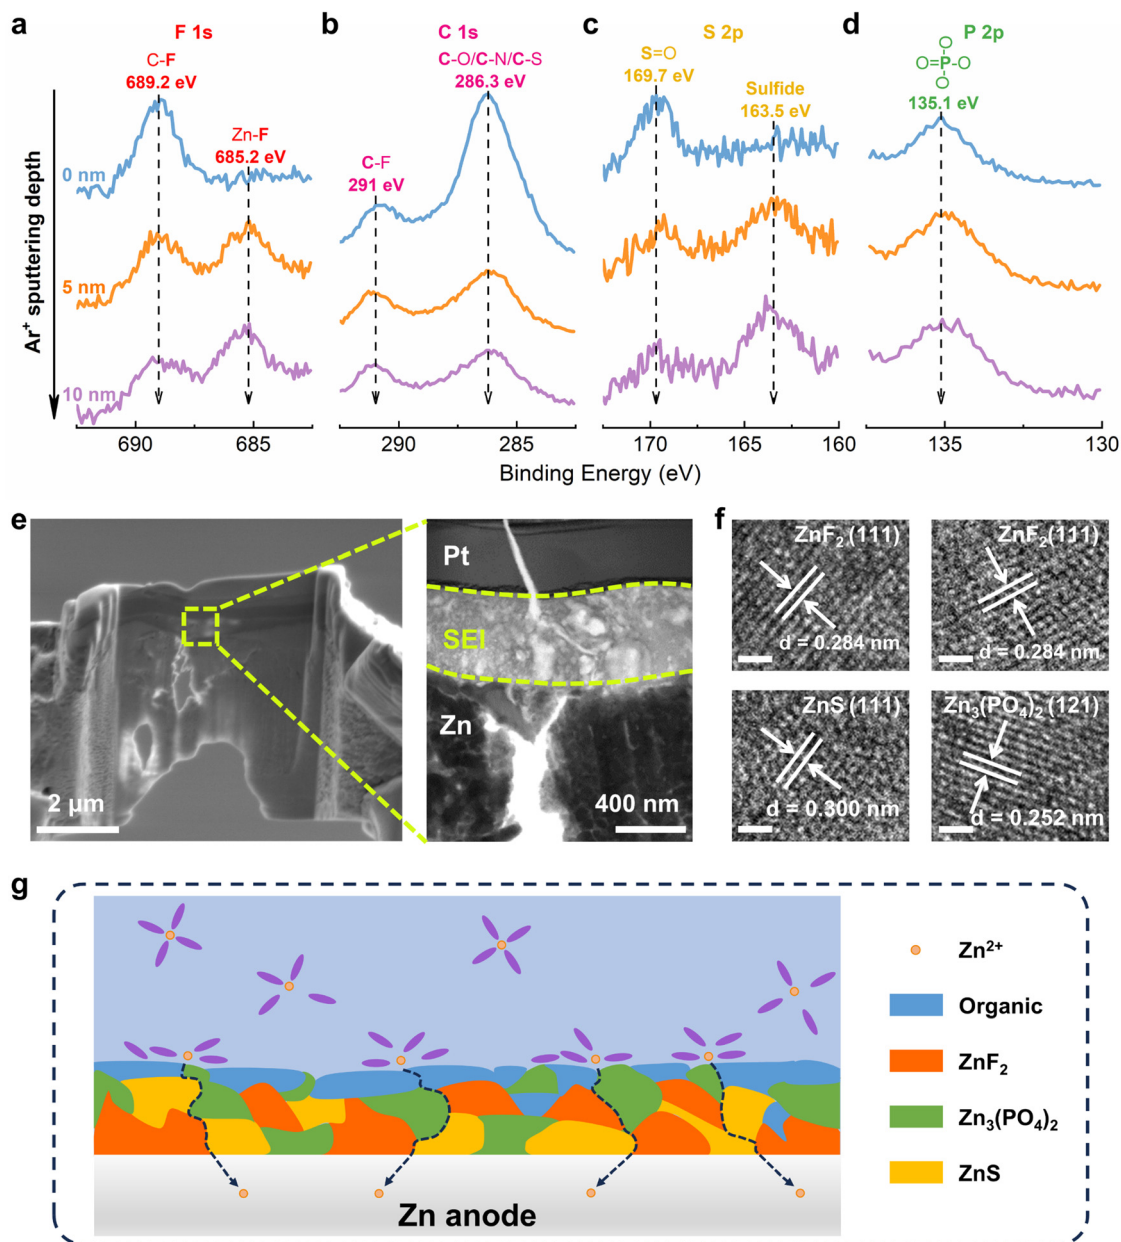 a
F 1s
C-F
689.2 eV
Zn-F
685.2 eV
0 nm
5 nm
10 nm
Ar⁺ sputtering depth
690
685
b
C 1s
C-O/C-N/C-S
286.3 eV
C-F
291 eV
290
285
c
S 2p
S=O
169.7 eV
Sulfide
163.5 eV
170
165
160
d
P 2p
O
O=P-O
O
135.1 eV
135
130
Binding Energy (eV)
e
2 µm
Pt
SEI
Zn
400 nm
f
ZnF₂ (111)
d = 0.284 nm
ZnF₂ (111)
d = 0.284 nm
ZnS (111)
d = 0.300 nm
Zn₃(PO₄)₂ (121)
d = 0.252 nm
g
Zn anode
Zn²⁺
Organic
ZnF₂
Zn₃(PO₄)₂
ZnS